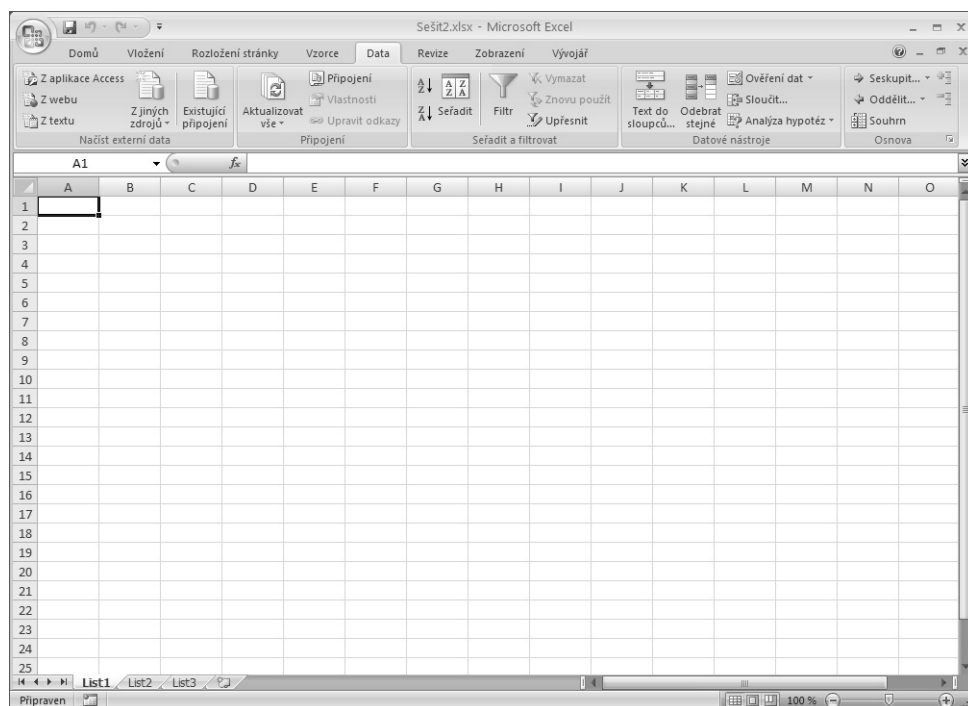 Sešit2.xlsx - Microsoft Excel
Domů Vložení Rozložení stránky Vzorce Data Revize Zobrazení Vývojář
Z aplikace Access
Z webu
Z textu
Z jiných zdrojů
Existující připojení
Načíst externí data
Aktualizovat vše
Připojení
Vlastnosti
Upravit odkazy
Připojení
Seřadit
Filtr
Vymazat
Znovu použít
Upřesnit
Seřadit a filtrovat
Text do sloupců...
Odebrat stejné
Ověření dat
Sloučit...
Analýza hypotéz
Datové nástroje
Seskupit...
Oddělit...
Souhrn
Osnova
A1 fx
A B C D E F G H I J K L M N O
1
2
3
4
5
6
7
8
9
10
11
12
13
14
15
16
17
18
19
20
21
22
23
24
25
List1 List2 List3
Připraven 100 %